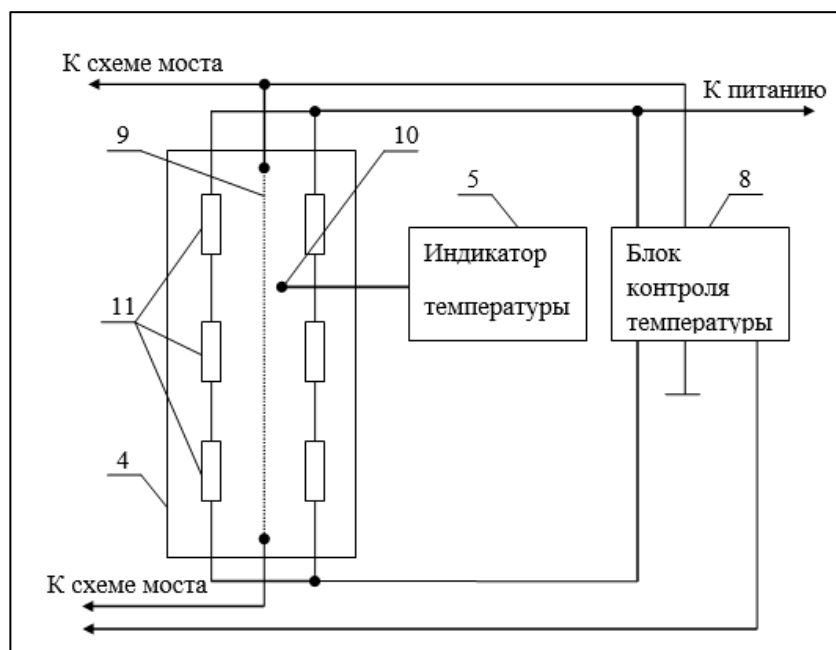 К схеме моста
К питанию
9
10
5
8
Индикатор
температуры
Блок
контроля
температуры
11
4
К схеме моста